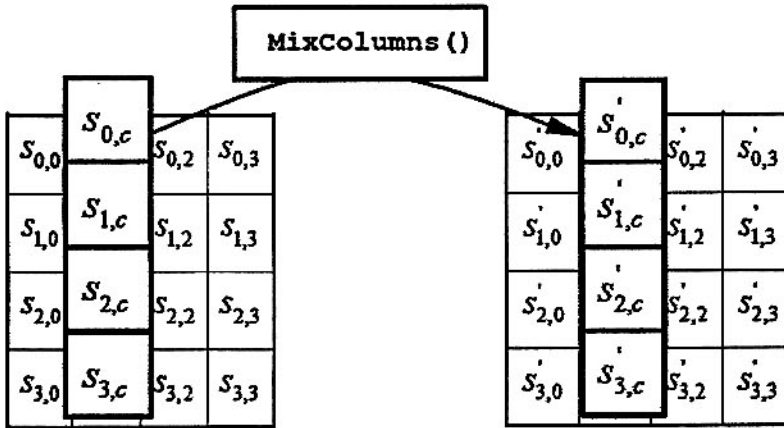 MixColumns()
S0,c S'0,c
S0,0 S0,2 S0,3 S'0,0 S'0,2 S'0,3
S1,c S'1,c
S1,0 S1,2 S1,3 S'1,0 S'1,2 S'1,3
S2,c S'2,c
S2,0 S2,2 S2,3 S'2,0 S'2,2 S'2,3
S3,c S'3,c
S3,0 S3,2 S3,3 S'3,0 S'3,2 S'3,3